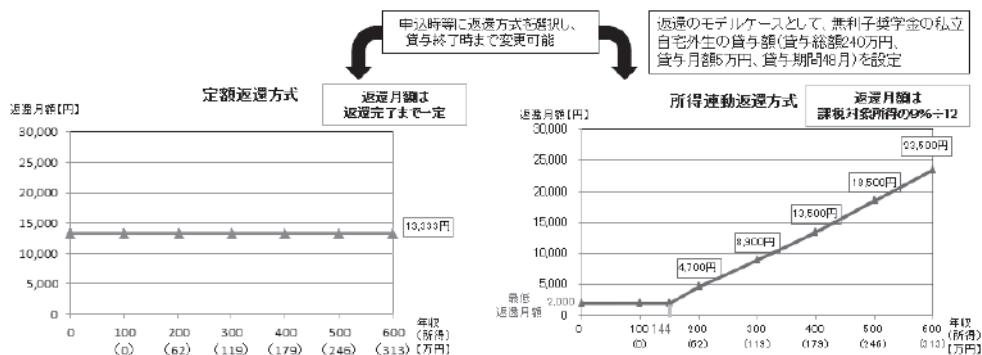 申込時等に返還方式を選択し、
貸与終了時まで変更可能
返還のモデルケースとして、無利子奨学金の私立
自宅外生の貸与額(貸与総額240万円、
貸与月額5万円、貸与期間48月)を設定
定額返還方式
返還月額は
返還完了まで一定
返還月額[円]
30,000
25,000
20,000
15,000
10,000
5,000
0
13,333円
0 100 200 300 400 500 600 年収
(0) (62) (119) (179) (246) (313) (所得)
[万円]
所得連動返還方式
返還月額は
課税対象所得の9%÷12
返還月額[円]
30,000
25,000
20,000
15,000
10,000
5,000
最低
返還月額
2,000
0
4,700円
8,900円
13,500円
18,500円
23,500円
0 100 144 200 300 400 500 600 年収
(0) (62) (119) (179) (246) (313) (所得)
[万円]